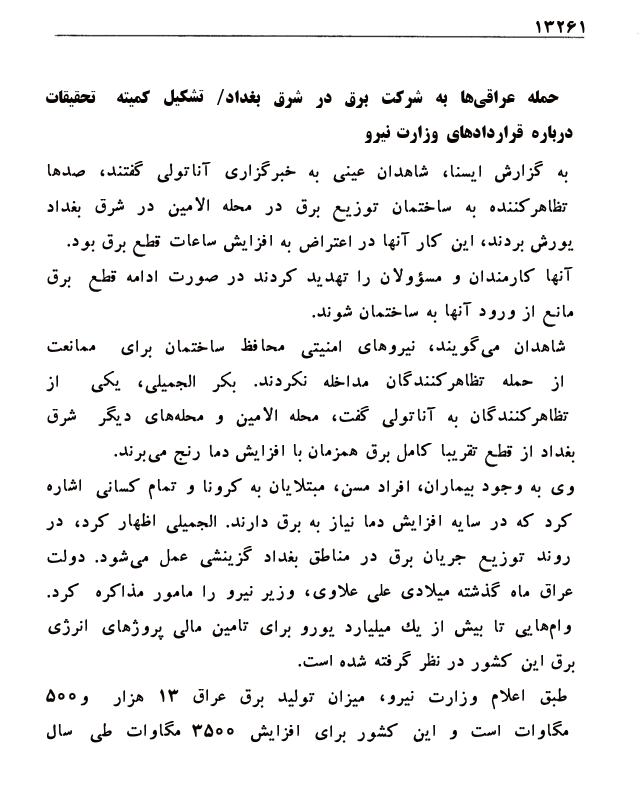 ۱۳۲۶۱
حمله عراقی‌ها به شرکت برق در شرق بغداد/ تشکیل کمیته تحقیقات
درباره قراردادهای وزارت نیرو
به گزارش ایسنا، شاهدان عینی به خبرگزاری آناتولی گفتند، صدها
تظاهرکننده به ساختمان توزیع برق در محله الامین در شرق بغداد
یورش بردند، این کار آنها در اعتراض به افزایش ساعات قطع برق بود.
آنها کارمندان و مسؤولان را تهدید کردند در صورت ادامه قطع برق
مانع از ورود آنها به ساختمان شوند.
شاهدان می‌گویند، نیروهای امنیتی محافظ ساختمان برای ممانعت
از حمله تظاهرکنندگان مداخله نکردند. بکر الجمیلی، یکی از
تظاهرکنندگان به آناتولی گفت، محله الامین و محله‌های دیگر شرق
بغداد از قطع تقریبا کامل برق همزمان با افزایش دما رنج می‌برند.
وی به وجود بیماران، افراد مسن، مبتلایان به کرونا و تمام کسانی اشاره
کرد که در سایه افزایش دما نیاز به برق دارند. الجمیلی اظهار کرد، در
روند توزیع جریان برق در مناطق بغداد گزینشی عمل می‌شود. دولت
عراق ماه گذشته میلادی علی علاوی، وزیر نیرو را مامور مذاکره کرد.
وام‌هایی تا بیش از یك میلیارد یورو برای تامین مالی پروژهای انرژی
برق این کشور در نظر گرفته شده است.
طبق اعلام وزارت نیرو، میزان تولید برق عراق ۱۳ هزار و۵۰۰
مگاوات است و این کشور برای افزایش ۳۵۰۰ مگاوات طی سال